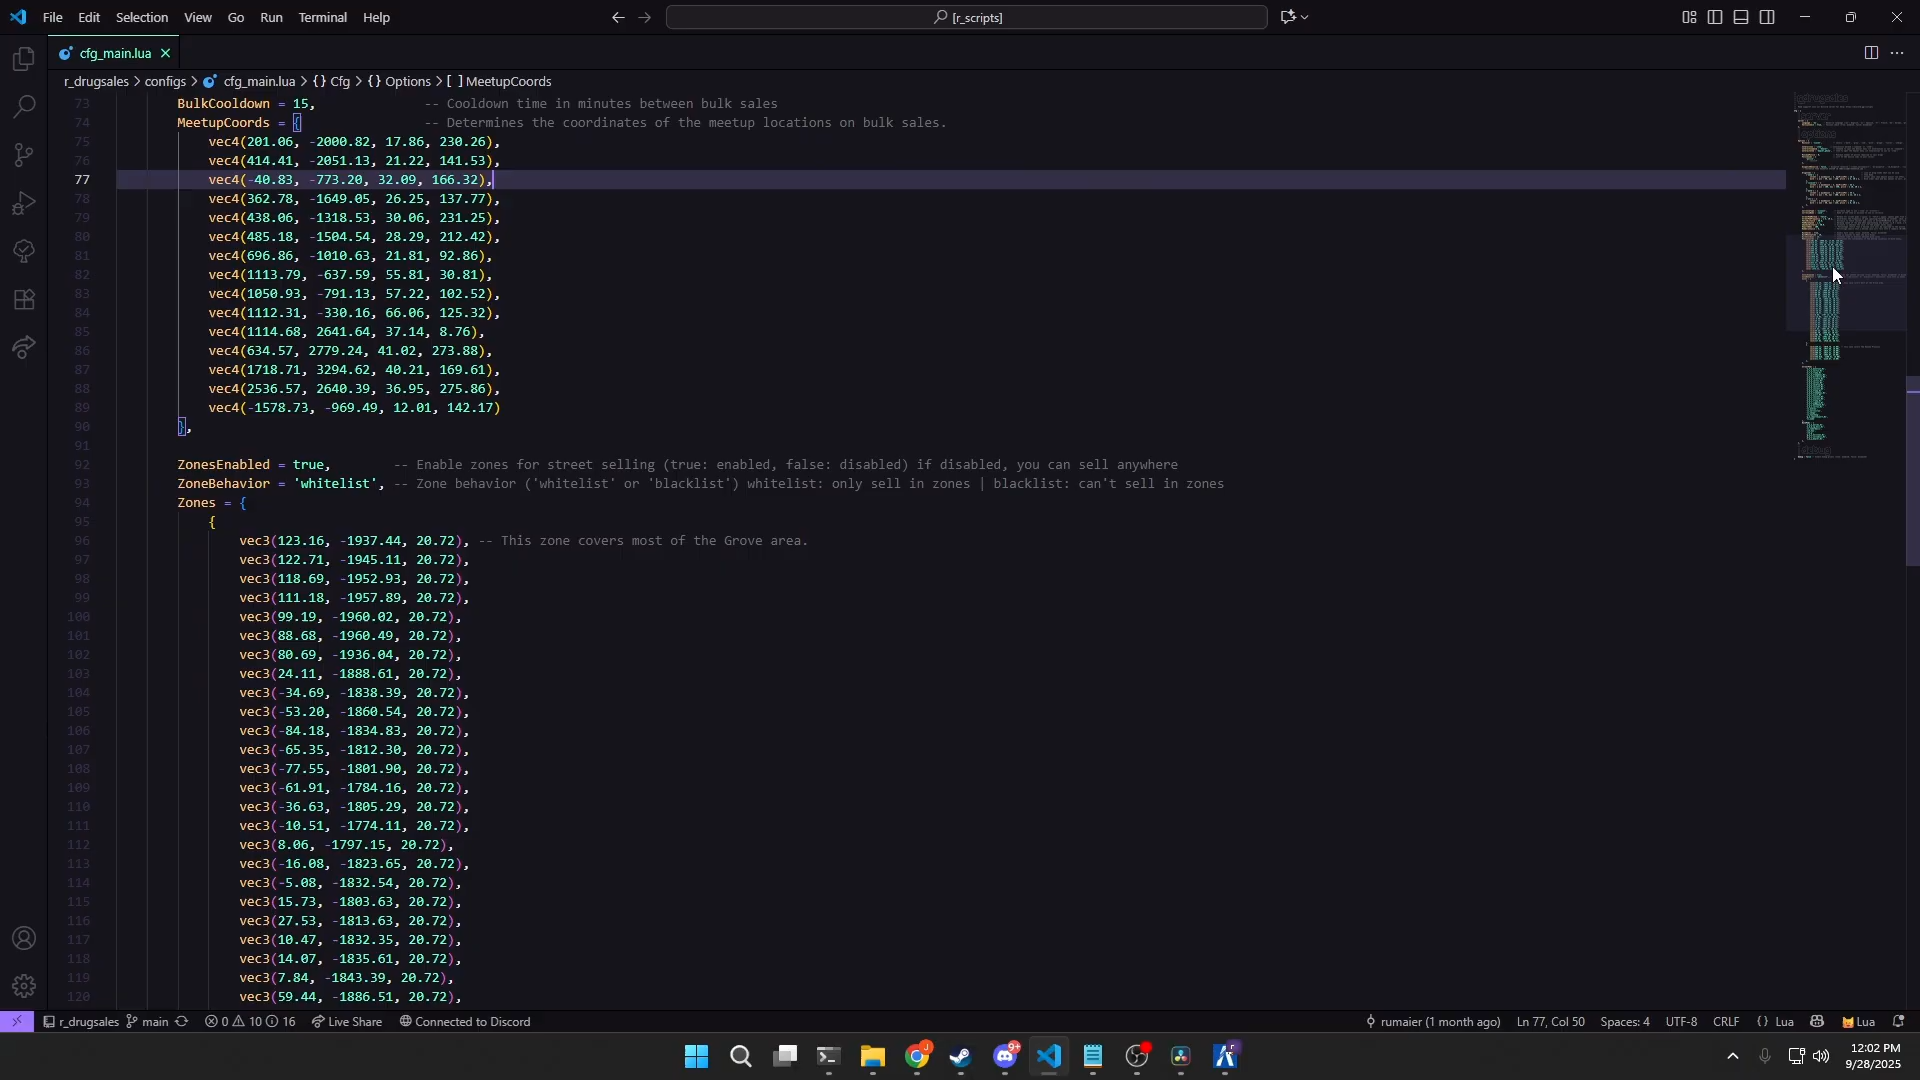 File Edit Selection View Go Run Terminal Help
[r_scripts]
cfg_main.lua
r_drugsales > configs > cfg_main.lua > {} Cfg > {} Options > [ ] MeetupCoords
73 BulkCooldown = 15, -- Cooldown time in minutes between bulk sales
74 MeetupCoords = { -- Determines the coordinates of the meetup locations on bulk sales.
75 vec4(201.06, -2000.82, 17.86, 230.26),
76 vec4(414.41, -2051.13, 21.22, 141.53),
77 vec4(-40.83, -773.20, 32.09, 166.32),
78 vec4(362.78, -1649.05, 26.25, 137.77),
79 vec4(438.06, -1318.53, 30.06, 231.25),
80 vec4(485.18, -1504.54, 28.29, 212.42),
81 vec4(696.86, -1010.63, 21.81, 92.86),
82 vec4(1113.79, -637.59, 55.81, 30.81),
83 vec4(1050.93, -791.13, 57.22, 102.52),
84 vec4(1112.31, -330.16, 66.06, 125.32),
85 vec4(1114.68, 2641.64, 37.14, 8.76),
86 vec4(634.57, 2779.24, 41.02, 273.88),
87 vec4(1718.71, 3294.62, 40.21, 169.61),
88 vec4(2536.57, 2640.39, 36.95, 275.86),
89 vec4(-1578.73, -969.49, 12.01, 142.17)
90 },
91
92 ZonesEnabled = true, -- Enable zones for street selling (true: enabled, false: disabled) if disabled, you can sell anywhere
93 ZoneBehavior = 'whitelist', -- Zone behavior ('whitelist' or 'blacklist') whitelist: only sell in zones | blacklist: can't sell in zones
94 Zones = {
95 {
96 vec3(123.16, -1937.44, 20.72), -- This zone covers most of the Grove area.
97 vec3(122.71, -1945.11, 20.72),
98 vec3(118.69, -1952.93, 20.72),
99 vec3(111.18, -1957.89, 20.72),
100 vec3(99.19, -1960.02, 20.72),
101 vec3(88.68, -1960.49, 20.72),
102 vec3(80.69, -1936.04, 20.72),
103 vec3(24.11, -1888.61, 20.72),
104 vec3(-34.69, -1838.39, 20.72),
105 vec3(-53.20, -1860.54, 20.72),
106 vec3(-84.18, -1834.83, 20.72),
107 vec3(-65.35, -1812.30, 20.72),
108 vec3(-77.55, -1801.90, 20.72),
109 vec3(-61.91, -1784.16, 20.72),
110 vec3(-36.63, -1805.29, 20.72),
111 vec3(-10.51, -1774.11, 20.72),
112 vec3(8.06, -1797.15, 20.72),
113 vec3(-16.08, -1823.65, 20.72),
114 vec3(-5.08, -1832.54, 20.72),
115 vec3(15.73, -1803.63, 20.72),
116 vec3(27.53, -1813.63, 20.72),
117 vec3(10.47, -1832.35, 20.72),
118 vec3(14.07, -1835.61, 20.72),
119 vec3(7.84, -1843.39, 20.72),
120 vec3(59.44, -1886.51, 20.72),
r_drugsales main 0 10 16 Live Share Connected to Discord rumaier (1 month ago) Ln 77, Col 50 Spaces: 4 UTF-8 CRLF {} Lua Lua
12:02 PM
9/28/2025